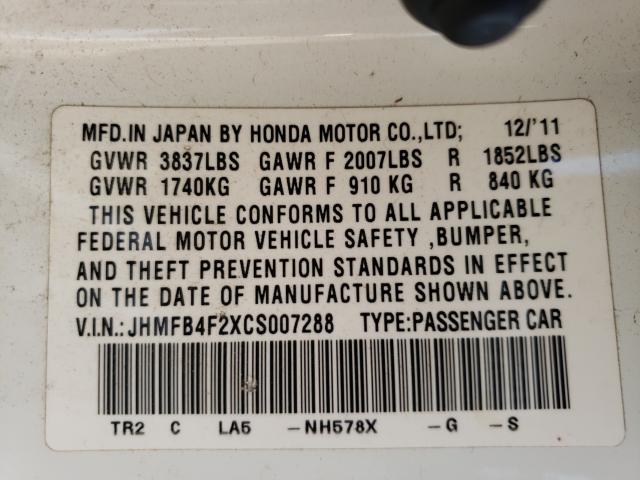 MFD.IN JAPAN BY HONDA MOTOR CO.,LTD; 12/'11
GVWR 3837LBS GAWR F 2007LBS R 1852LBS
GVWR 1740KG GAWR F 910 KG R 840 KG
THIS VEHICLE CONFORMS TO ALL APPLICABLE
FEDERAL MOTOR VEHICLE SAFETY ,BUMPER,
AND THEFT PREVENTION STANDARDS IN EFFECT
ON THE DATE OF MANUFACTURE SHOWN ABOVE.
V.I.N.:JHMFB4F2XCS007288 TYPE:PASSENGER CAR
TR2 C LA5 -NH578X -G -S